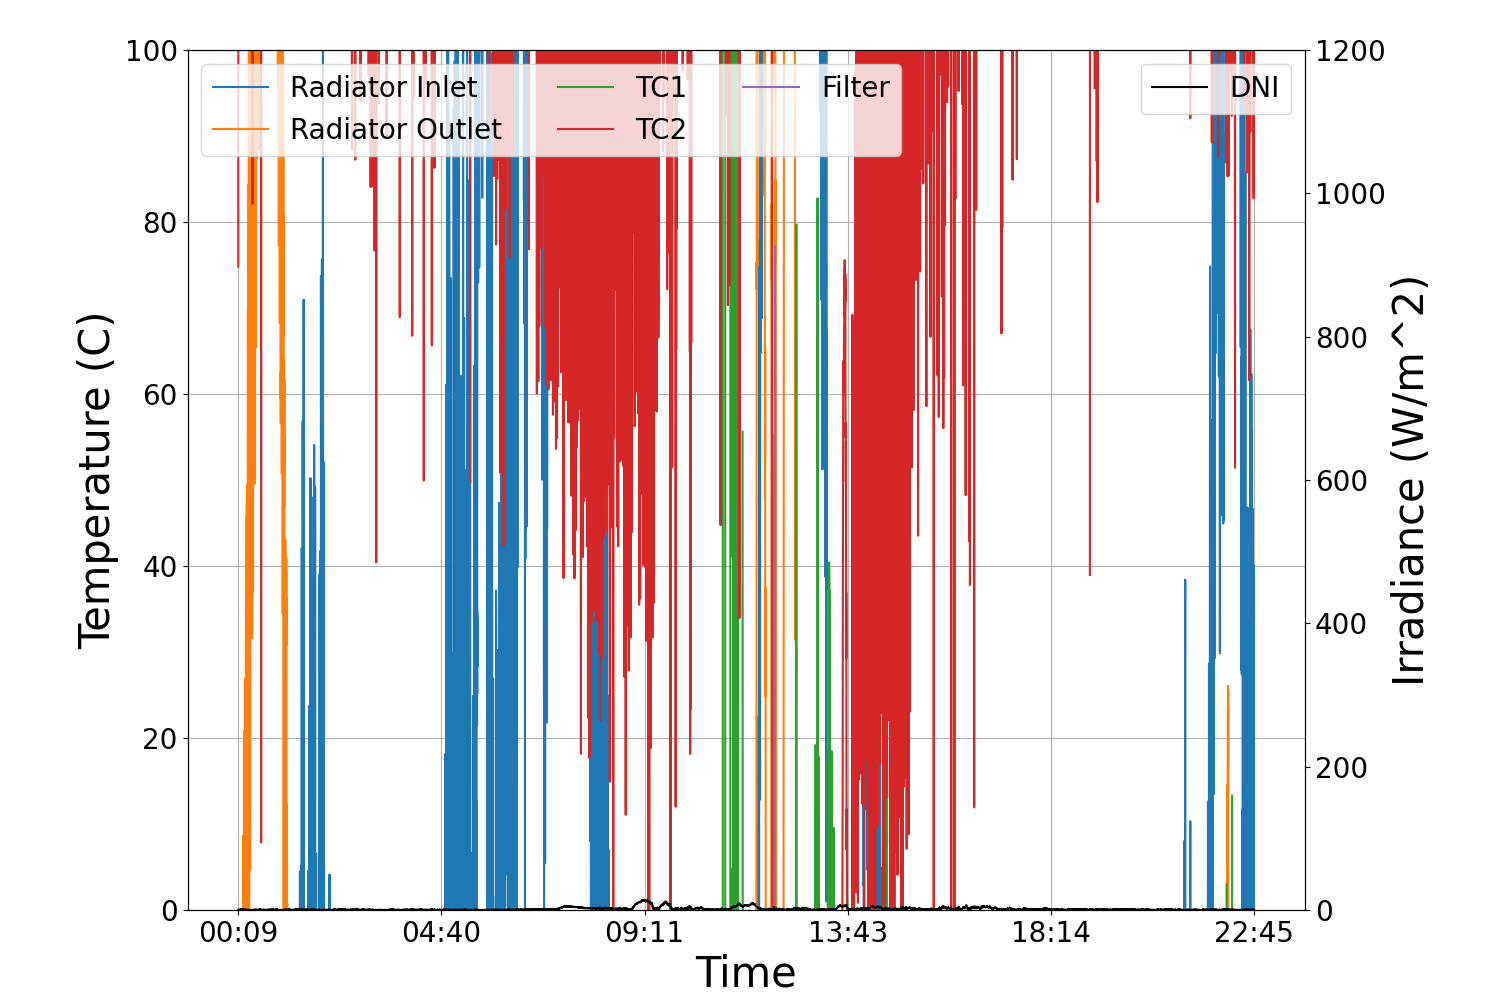 100
80
60
40
20
0
Temperature (C)
Radiator Inlet
Radiator Outlet
TC1
TC2
Filter
DNI
1200
1000
800
600
400
200
0
Irradiance (W/m^2)
00:09 04:40 09:11 13:43 18:14 22:45
Time